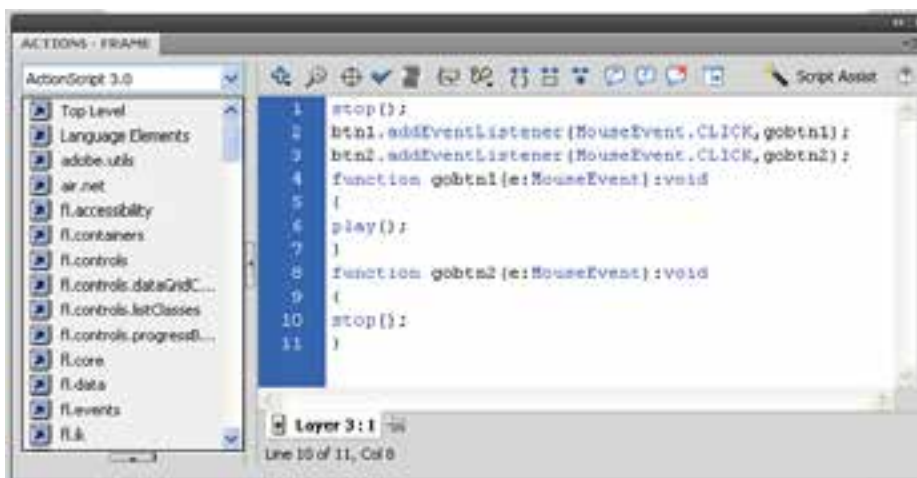 ACTIONS - FRAME
ActionScript 3.0
Script Assist
Top Level
Language Elements
adobe.utils
air.net
fl.accessibility
fl.containers
fl.controls
fl.controls.dataGridC...
fl.controls.listClasses
fl.controls.progressB...
fl.core
fl.data
fl.events
fl.ik
1 stop();
2 btn1.addEventListener(MouseEvent.CLICK,gobtn1);
3 btn2.addEventListener(MouseEvent.CLICK,gobtn2);
4 function gobtn1(e:MouseEvent):void
5 {
6 play();
7 }
8 function gobtn2(e:MouseEvent):void
9 {
10 stop();
11 }
Layer 3 : 1
Line 10 of 11, Col 8